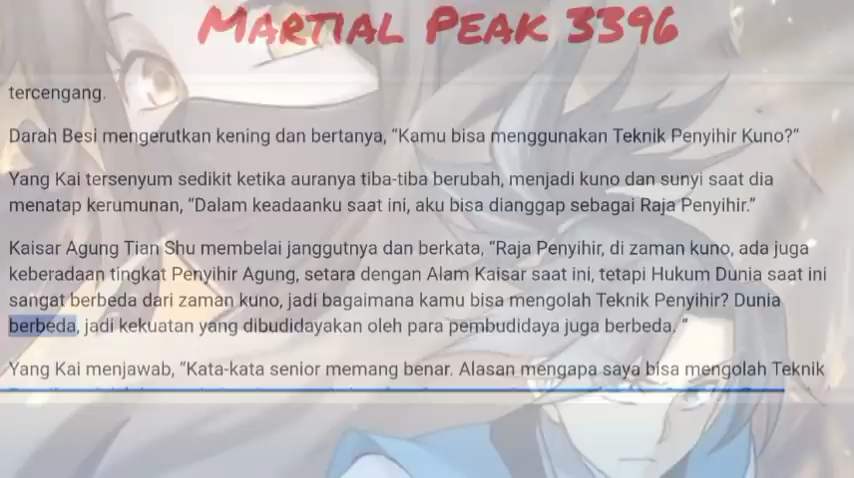 MARTIAL PEAK 3396
tercengang.
Darah Besi mengerutkan kening dan bertanya, “Kamu bisa menggunakan Teknik Penyihir Kuno?”
Yang Kai tersenyum sedikit ketika auranya tiba-tiba berubah, menjadi kuno dan sunyi saat dia
menatap kerumunan, “Dalam keadaanku saat ini, aku bisa dianggap sebagai Raja Penyihir.”
Kaisar Agung Tian Shu membelai janggutnya dan berkata, “Raja Penyihir, di zaman kuno, ada juga
keberadaan tingkat Penyihir Agung, setara dengan Alam Kaisar saat ini, tetapi Hukum Dunia saat ini
sangat berbeda dari zaman kuno, jadi bagaimana kamu bisa mengolah Teknik Penyihir? Dunia
berbeda, jadi kekuatan yang dibudidayakan oleh para pembudidaya juga berbeda. ”
Yang Kai menjawab, “Kata-kata senior memang benar. Alasan mengapa saya bisa mengolah Teknik